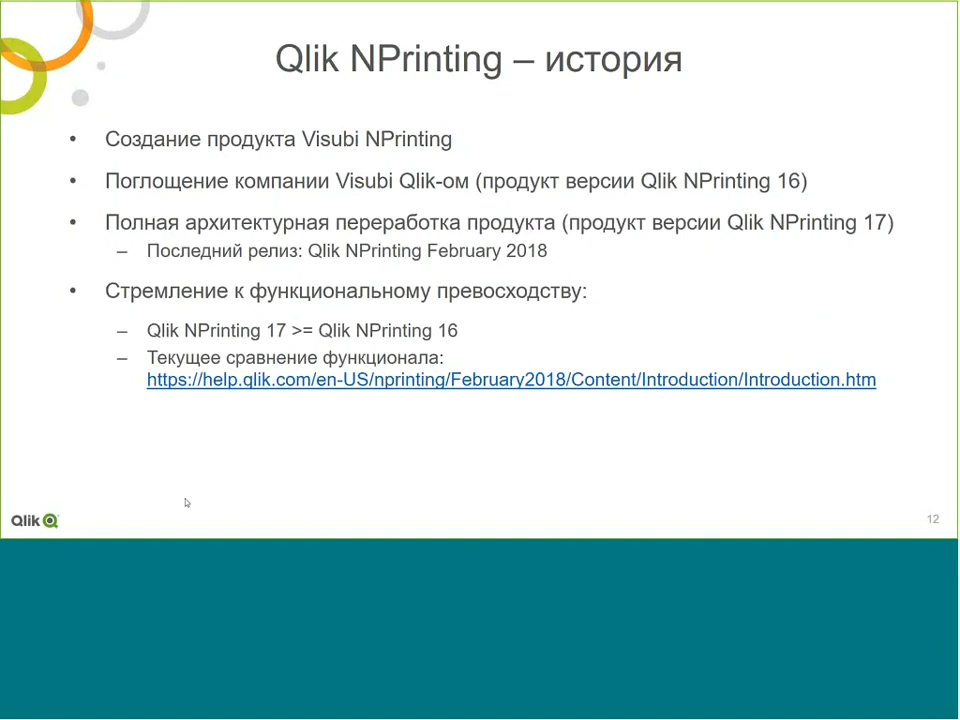 Qlik NPrinting – история
• Создание продукта Visubi NPrinting
• Поглощение компании Visubi Qlik-ом (продукт версии Qlik NPrinting 16)
• Полная архитектурная переработка продукта (продукт версии Qlik NPrinting 17)
– Последний релиз: Qlik NPrinting February 2018
• Стремление к функциональному превосходству:
– Qlik NPrinting 17 >= Qlik NPrinting 16
– Текущее сравнение функционала:
https://help.qlik.com/en-US/nprinting/February2018/Content/Introduction/Introduction.htm
Qlik
12